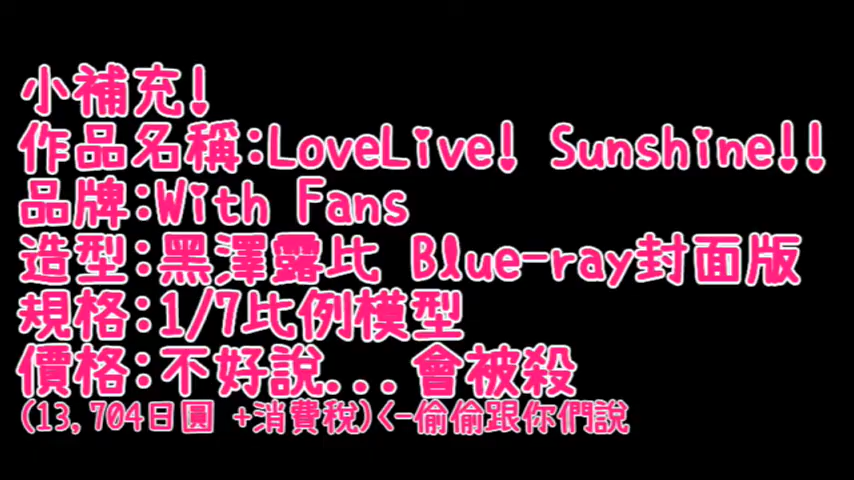 小補充!
作品名稱:LoveLive! Sunshine!!
品牌:With Fans
造型:黑澤露比 Blue-ray封面版
規格:1/7比例模型
價格:不好說...會被殺
(13,704日圓 +消費稅)<-偷偷跟你們說